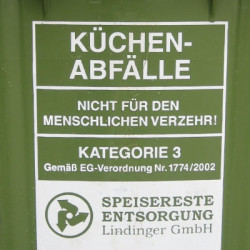 KÜCHEN-
ABFÄLLE
NICHT FÜR DEN
MENSCHLICHEN VERZEHR!
KATEGORIE 3
Gemäß EG-Verordnung Nr. 1774/2002
SPEISERESTE
ENTSORGUNG
Lindinger GmbH